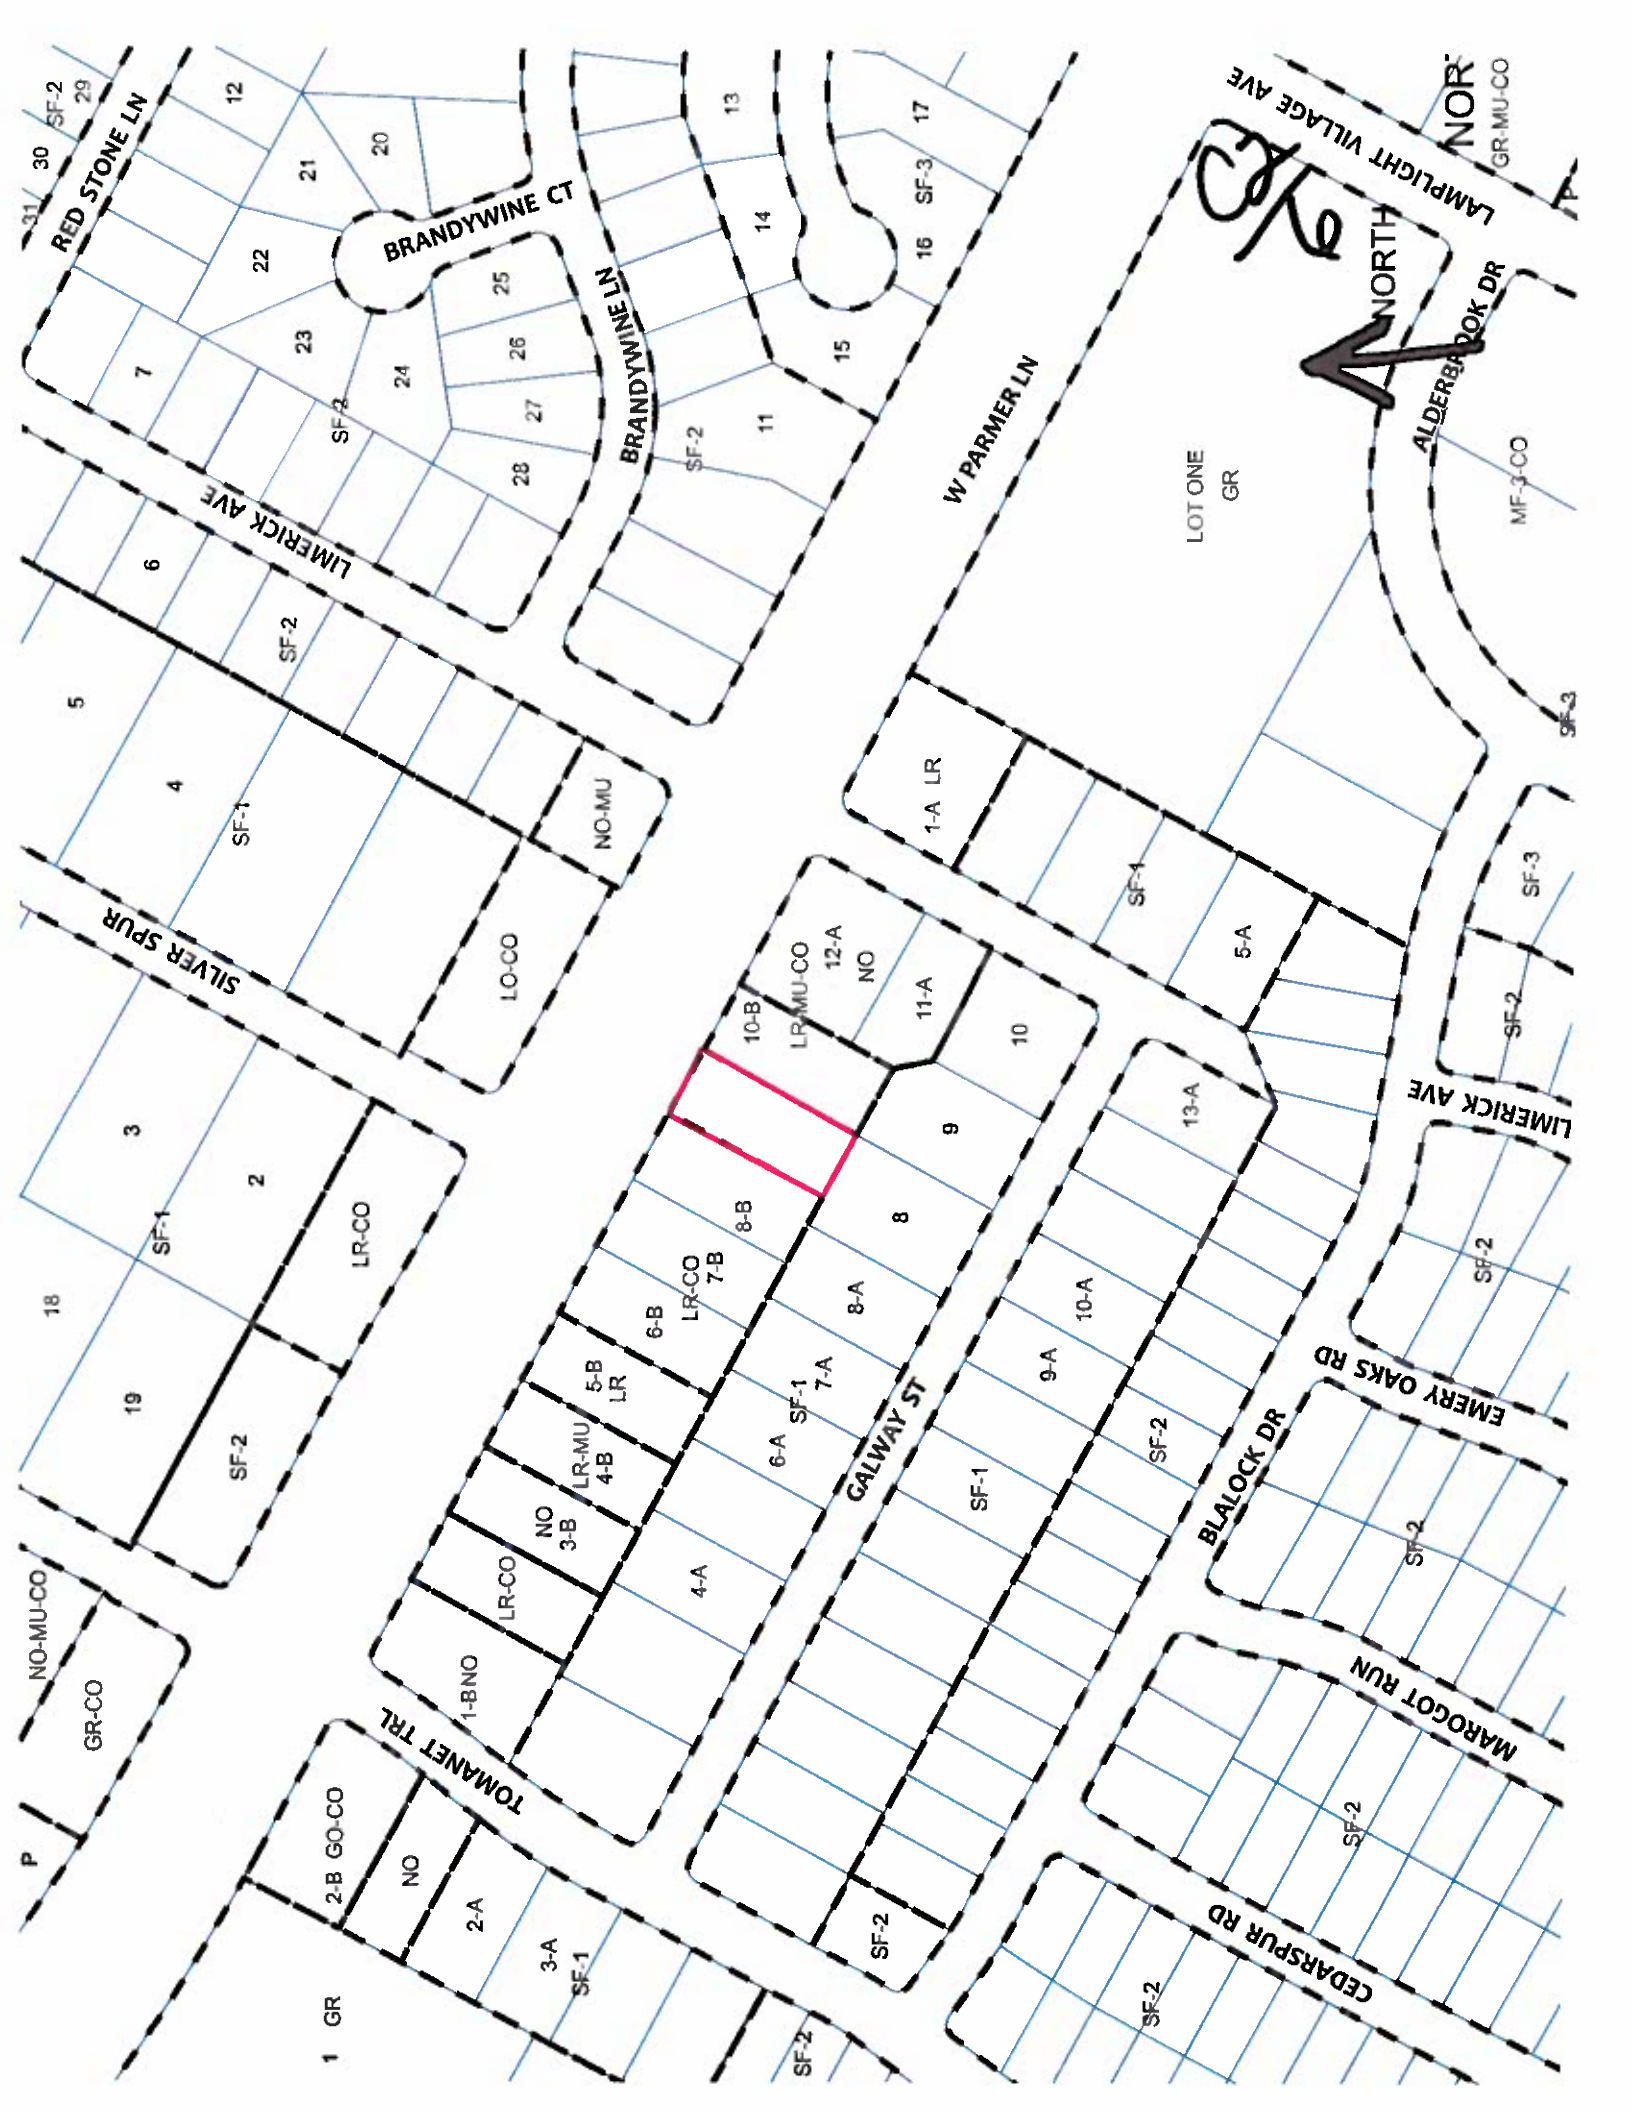 SF-2
29
30
31
RED STONE LN
12
20
21
22
BRANDYWINE CT
13
17
SF-3
14
16
15
7
23
24
25
26
27
28
SF-2
BRANDYWINE LN
SF-2
11
LIMERICK AVE
6
SF-2
5
4
SF-1
NO-MU
LO-CO
SILVER SPUR
3
2
SF-1
18
19
LR-CO
SF-2
NO-MU-CO
GR-CO
P
W PARMER LN
LAMPLIGHT VILLAGE AVE
NOR
GR-MU-CO
P
NORTH
ALDERBROOK DR
LOT ONE
GR
MF-3-CO
SF-3
1-A LR
SF-1
5-A
SF-3
SF-2
LIMERICK AVE
10-B
LR-MU-CO
12-A
NO
11-A
10
9
8
8-B
LR-CO
7-B
6-B
8-A
7-A
SF-1
6-A
5-B
LR
LR-MU
4-B
NO
3-B
LR-CO
4-A
1-B NO
GALWAY ST
13-A
10-A
9-A
SF-1
SF-2
SF-2
EMERY OAKS RD
BLALOCK DR
SF-2
MAROGOT RUN
SF-2
CEDARSPUR RD
SF-2
SF-2
TOMANET TRL
2-B GO-CO
NO
2-A
3-A
SF-1
SF-2
1 GR